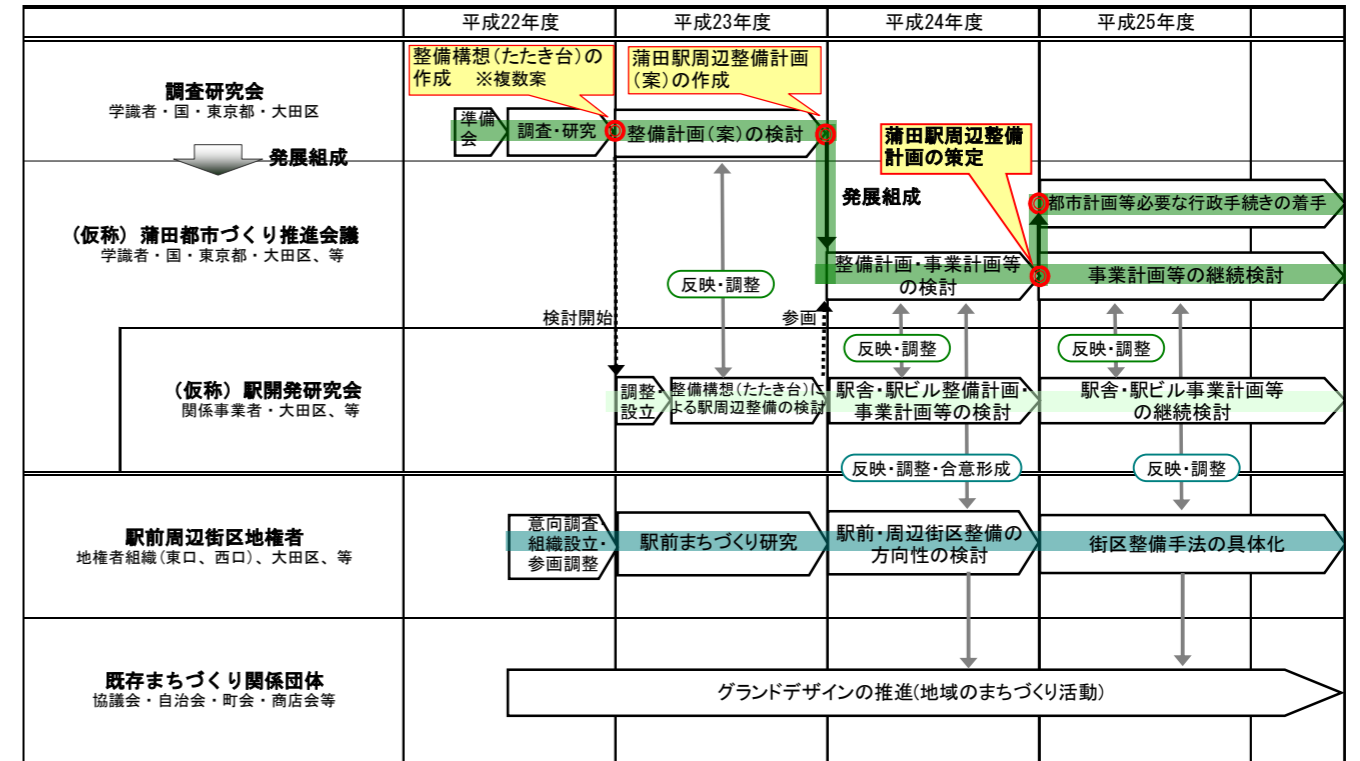 平成22年度
平成23年度
平成24年度
平成25年度
調査研究会
学識者・国・東京都・大田区
発展組成
整備構想(たたき台)の
作成 ※複数案
蒲田駅周辺整備計画
(案)の作成
準備
会
調査・研究
整備計画(案)の検討
蒲田駅周辺整備
計画の策定
(仮称)蒲田都市づくり推進会議
学識者・国・東京都・大田区、等
発展組成
都市計画等必要な行政手続きの着手
整備計画・事業計画等
の検討
事業計画等の継続検討
反映・調整
検討開始
参画
反映・調整
反映・調整
(仮称)駅開発研究会
関係事業者・大田区、等
調整・
設立
整備構想(たたき台)に
よる駅周辺整備の検討
駅舎・駅ビル整備計画・
事業計画等の検討
駅舎・駅ビル事業計画等
の継続検討
反映・調整・合意形成
反映・調整
駅前周辺街区地権者
地権者組織(東口、西口)、大田区、等
意向調査・
組織設立・
参画調整
駅前まちづくり研究
駅前・周辺街区整備の
方向性の検討
街区整備手法の具体化
既存まちづくり関係団体
協議会・自治会・町会・商店会等
グランドデザインの推進(地域のまちづくり活動)